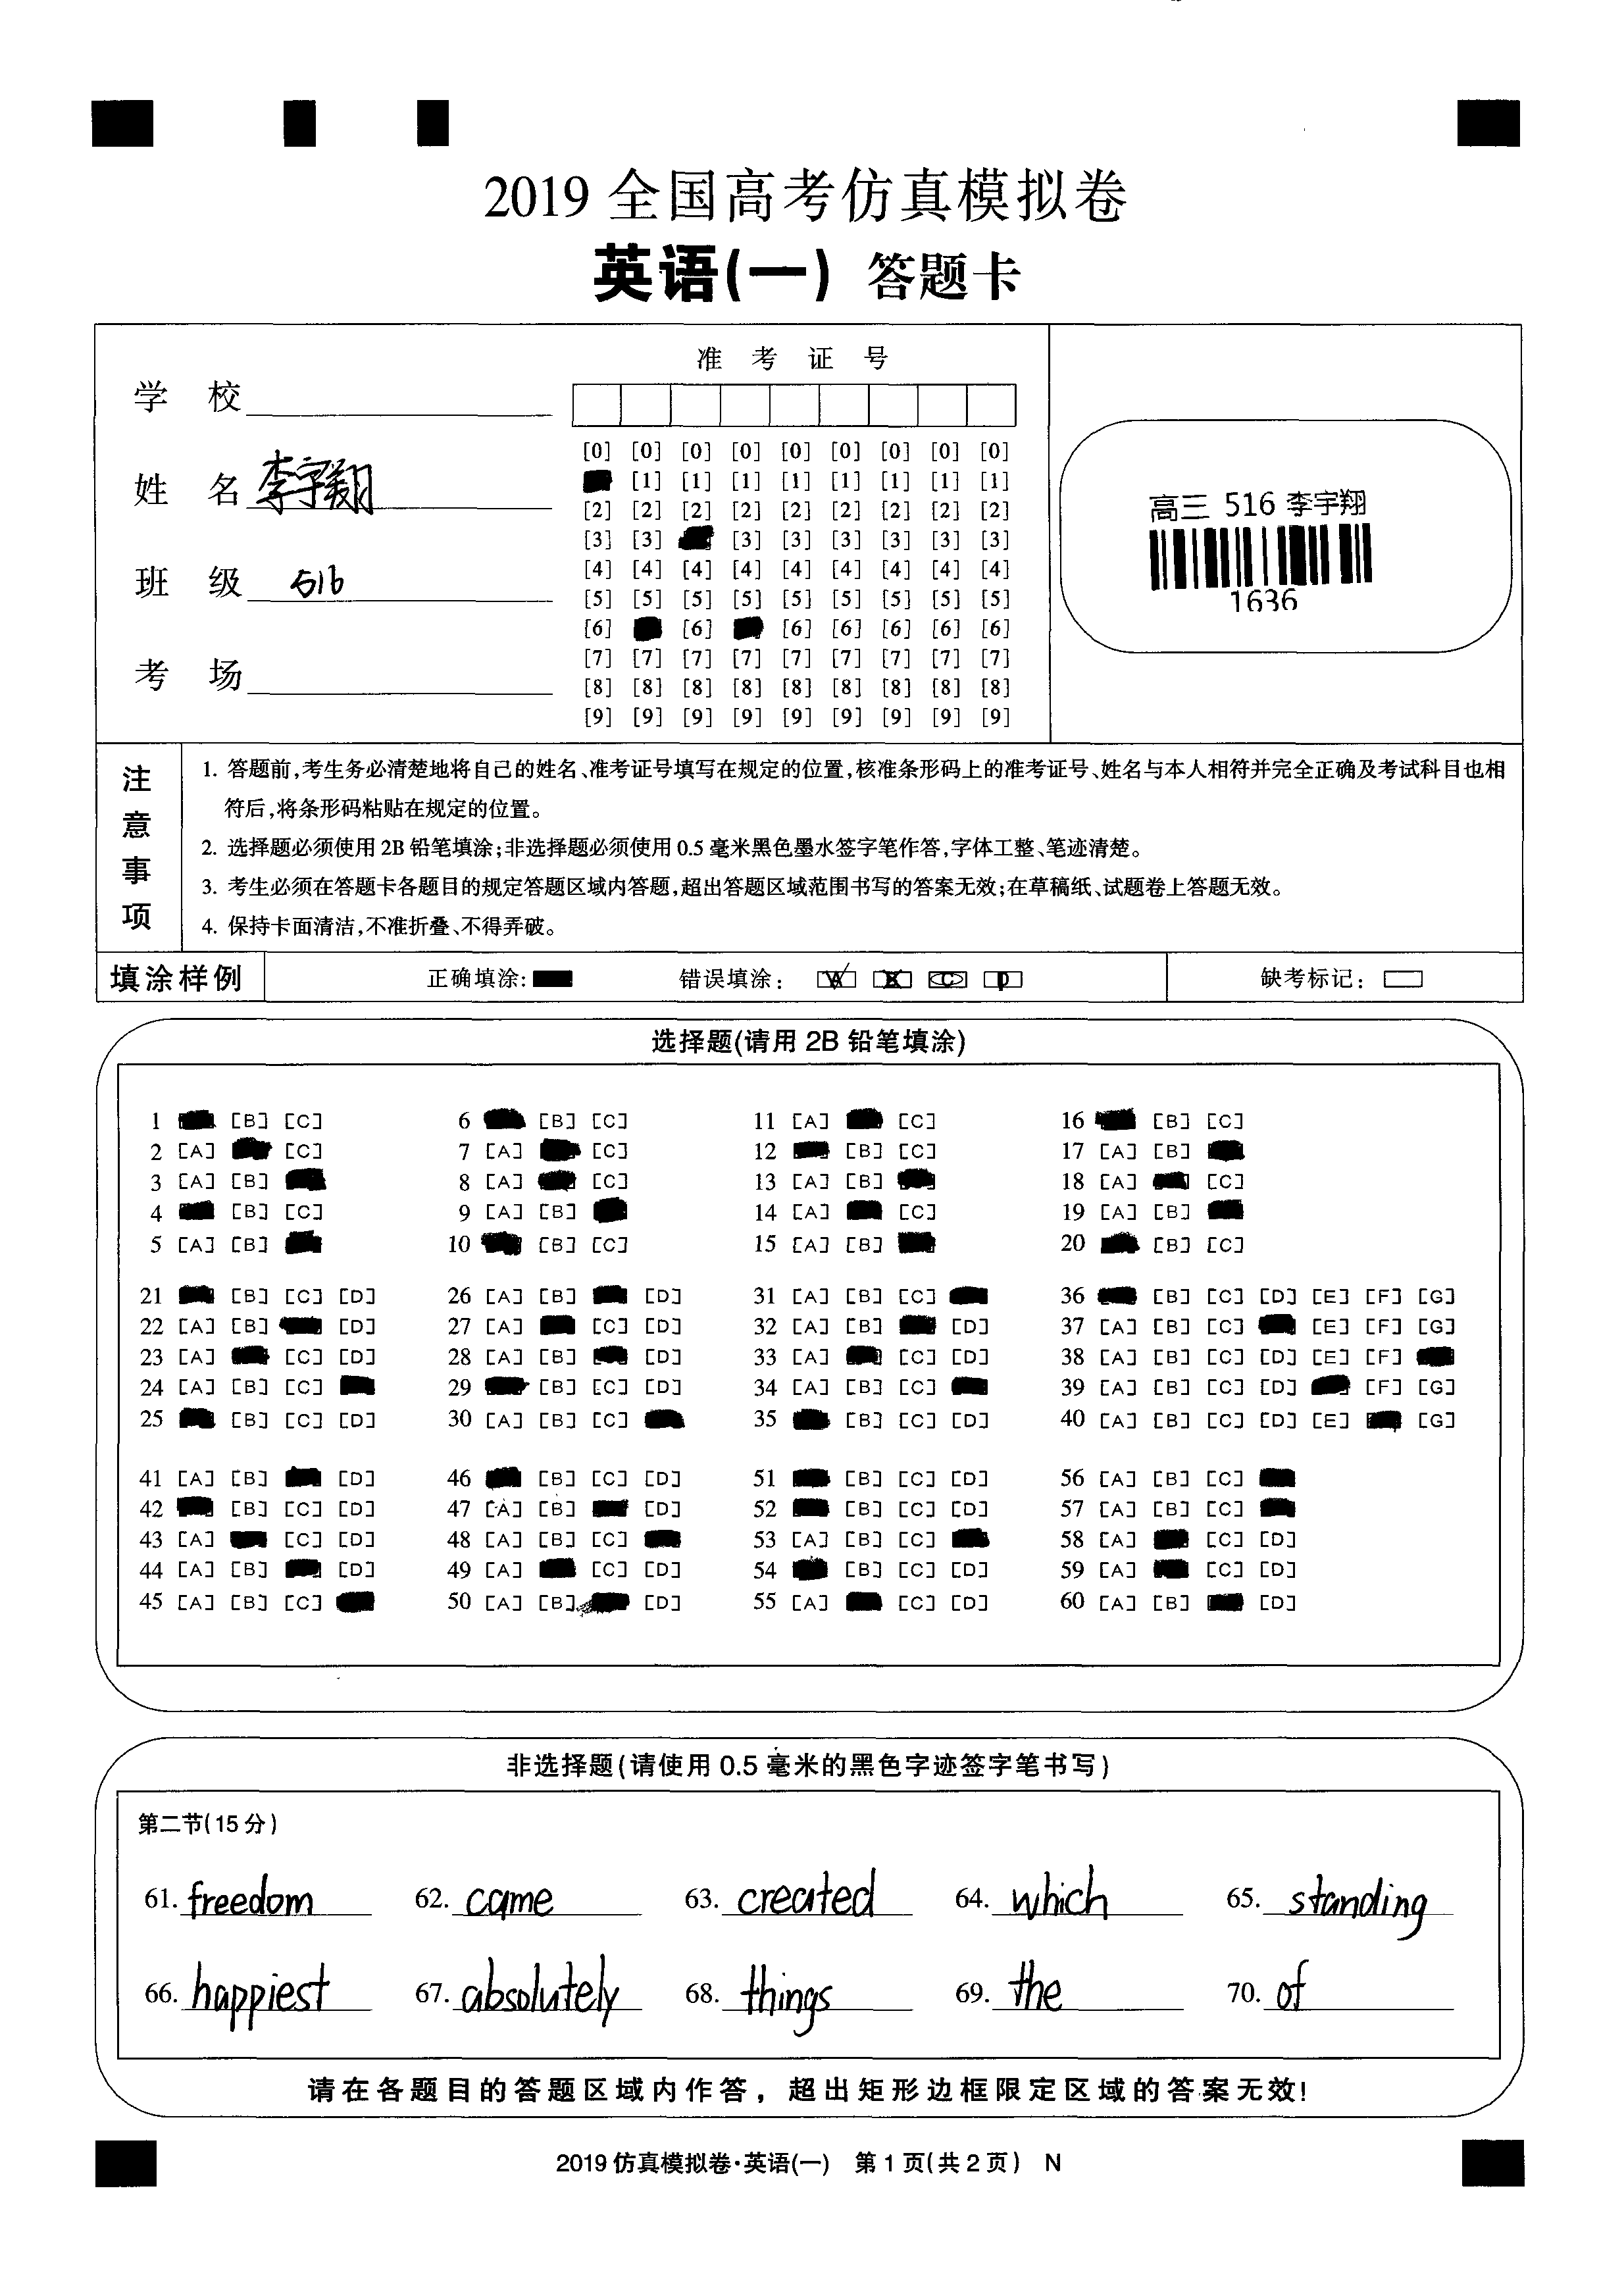 2019 全国高考仿真模拟卷
英语(一) 答题卡
准 考 证 号
学 校
姓 名 李宇翔
班 级 516
考 场
[0] [0] [0] [0] [0] [0] [0] [0] [0]
[1] [1] [1] [1] [1] [1] [1] [1]
[2] [2] [2] [2] [2] [2] [2] [2] [2]
[3] [3] [3] [3] [3] [3] [3] [3]
[4] [4] [4] [4] [4] [4] [4] [4] [4]
[5] [5] [5] [5] [5] [5] [5] [5] [5]
[6] [6] [6] [6] [6] [6] [6]
[7] [7] [7] [7] [7] [7] [7] [7] [7]
[8] [8] [8] [8] [8] [8] [8] [8] [8]
[9] [9] [9] [9] [9] [9] [9] [9] [9]
高三 516 李宇翔
1636
注意事项
1. 答题前,考生务必清楚地将自己的姓名、准考证号填写在规定的位置,核准条形码上的准考证号、姓名与本人相符并完全正确及考试科目也相
符后,将条形码粘贴在规定的位置。
2. 选择题必须使用 2B 铅笔填涂;非选择题必须使用 0.5 毫米黑色墨水签字笔作答,字体工整、笔迹清楚。
3. 考生必须在答题卡各题目的规定答题区域内答题,超出答题区域范围书写的答案无效;在草稿纸、试题卷上答题无效。
4. 保持卡面清洁,不准折叠、不得弄破。
填涂样例 正确填涂: 错误填涂: A B C D 缺考标记:
选择题(请用 2B 铅笔填涂)
1 [B] [C] 6 [B] [C] 11 [A] [C] 16 [B] [C]
2 [A] [C] 7 [A] [C] 12 [B] [C] 17 [A] [B]
3 [A] [B] 8 [A] [C] 13 [A] [B] 18 [A] [C]
4 [B] [C] 9 [A] [B] 14 [A] [C] 19 [A] [B]
5 [A] [B] 10 [B] [C] 15 [A] [B] 20 [B] [C]
21 [B] [C] [D] 26 [A] [B] [D] 31 [A] [B] [C] 36 [B] [C] [D] [E] [F] [G]
22 [A] [B] [D] 27 [A] [C] [D] 32 [A] [B] [D] 37 [A] [B] [C] [E] [F] [G]
23 [A] [C] [D] 28 [A] [B] [D] 33 [A] [C] [D] 38 [A] [B] [C] [D] [E] [F]
24 [A] [B] [C] 29 [B] [C] [D] 34 [A] [B] [C] 39 [A] [B] [C] [D] [F] [G]
25 [B] [C] [D] 30 [A] [B] [C] 35 [B] [C] [D] 40 [A] [B] [C] [D] [E] [G]
41 [A] [B] [D] 46 [B] [C] [D] 51 [B] [C] [D] 56 [A] [B] [C]
42 [B] [C] [D] 47 [A] [B] [D] 52 [B] [C] [D] 57 [A] [B] [C]
43 [A] [C] [D] 48 [A] [B] [C] 53 [A] [B] [C] 58 [A] [C] [D]
44 [A] [B] [D] 49 [A] [C] [D] 54 [B] [C] [D] 59 [A] [C] [D]
45 [A] [B] [C] 50 [A] [B] [D] 55 [A] [C] [D] 60 [A] [B] [D]
非选择题(请使用 0.5 毫米的黑色字迹签字笔书写)
第二节(15 分)
61. freedom 62. came 63. created 64. which 65. standing
66. happiest 67. absolutely 68. things 69. the 70. of
请在各题目的答题区域内作答，超出矩形边框限定区域的答案无效!
2019 仿真模拟卷·英语(一) 第 1 页(共 2 页) N